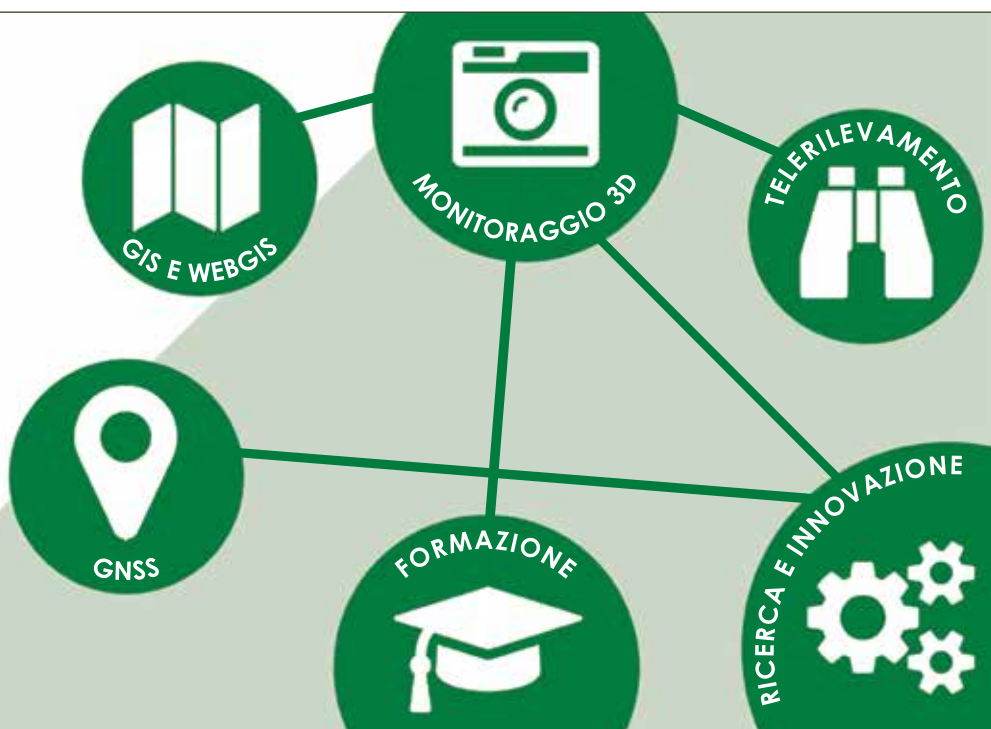 MONITORAGGIO 3D
TELERILEVAMENTO
GIS E WEBGIS
GNSS
FORMAZIONE
RICERCA E INNOVAZIONE